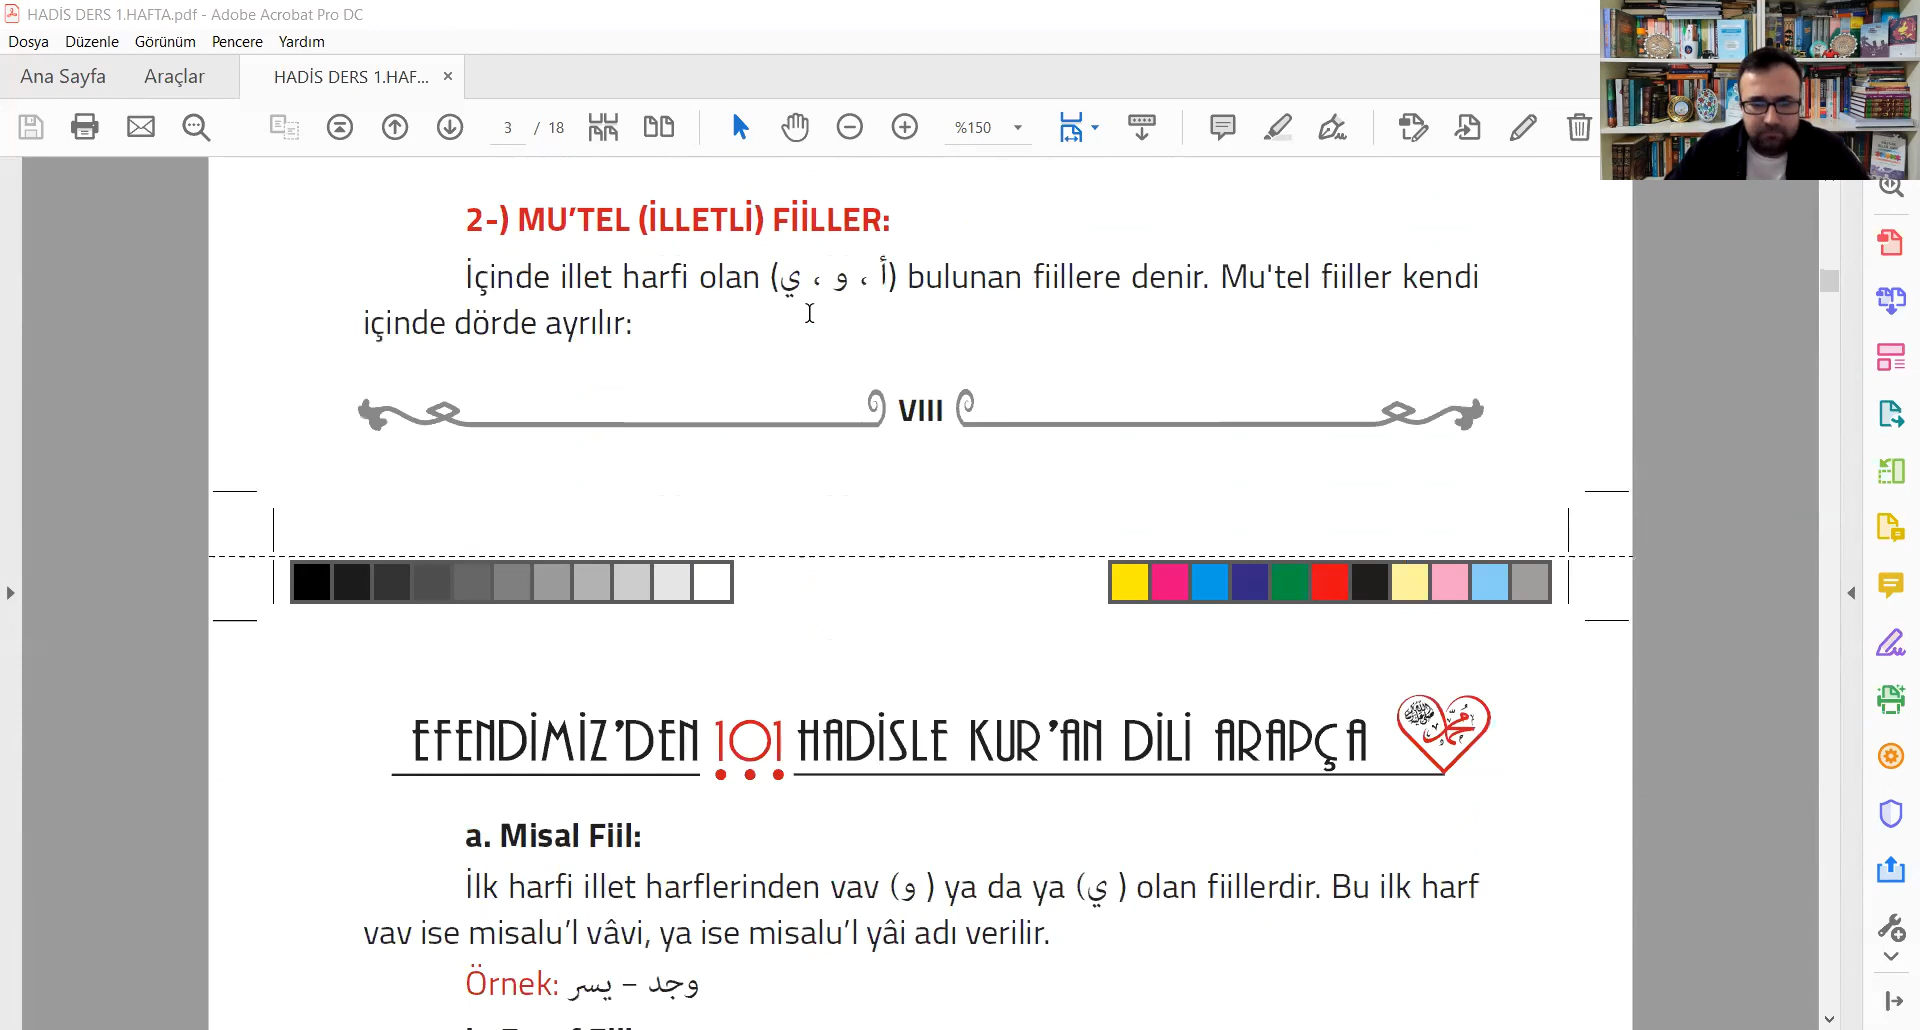 HADİS DERS 1.HAFTA.pdf - Adobe Acrobat Pro DC
Dosya Düzenle Görünüm Pencere Yardım
Ana Sayfa Araçlar HADİS DERS 1.HAF... ×
3 / 18 %150
2-) MU’TEL (İLLETLİ) FİİLLER:
İçinde illet harfi olan (أ ، و ، ي) bulunan fiillere denir. Mu'tel fiiller kendi
içinde dörde ayrılır:
VIII
EFENDİMİZ’DEN 101 HADİSLE KUR’AN DİLİ ARAPÇA
a. Misal Fiil:
İlk harfi illet harflerinden vav (و ) ya da ya (ي ) olan fiillerdir. Bu ilk harf
vav ise misalu’l vâvi, ya ise misalu’l yâi adı verilir.
Örnek: وجد – يسر